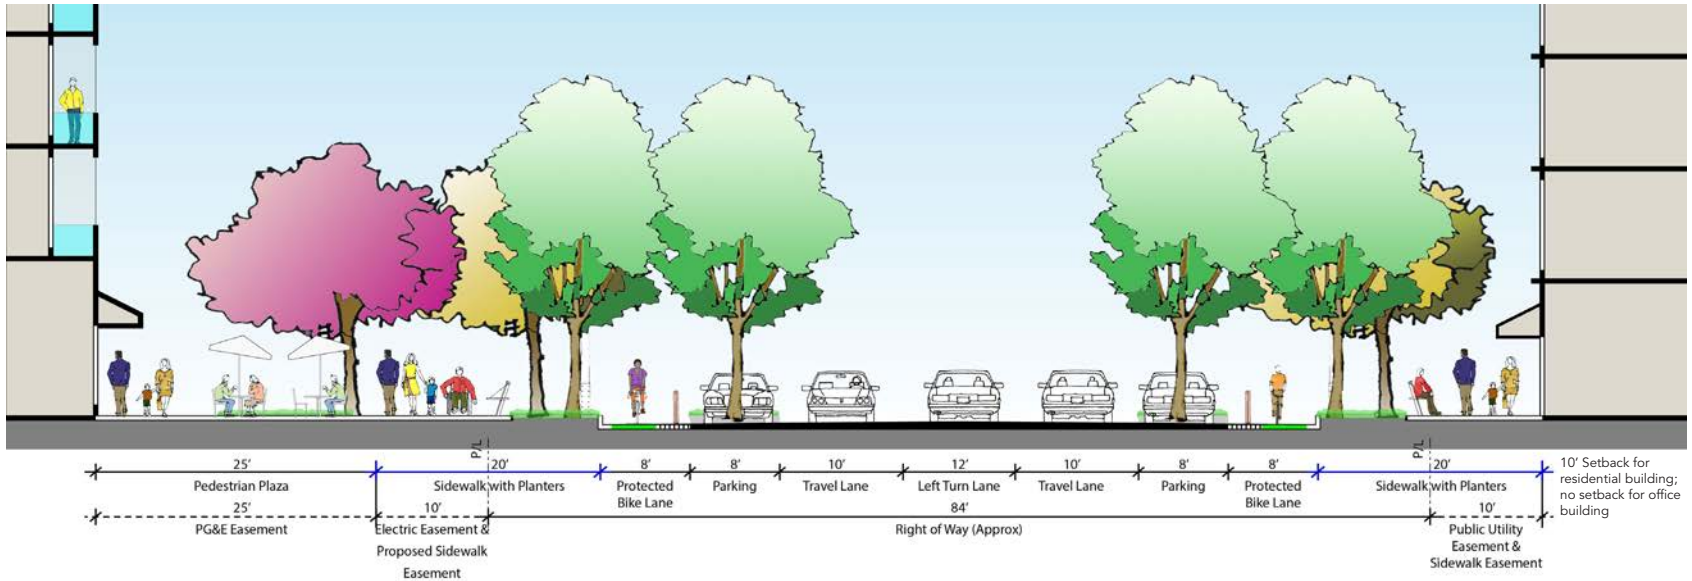 P/L
P/L
25'
20'
8'
8'
10'
12'
10'
8'
8'
20'
Pedestrian Plaza
Sidewalk with Planters
Protected
Bike Lane
Parking
Travel Lane
Left Turn Lane
Travel Lane
Parking
Protected
Bike Lane
Sidewalk with Planters
10' Setback for
residential building;
no setback for office
building
25'
10'
84'
10'
PG&E Easement
Electric Easement &
Proposed Sidewalk
Easement
Right of Way (Approx)
Public Utility
Easement &
Sidewalk Easement